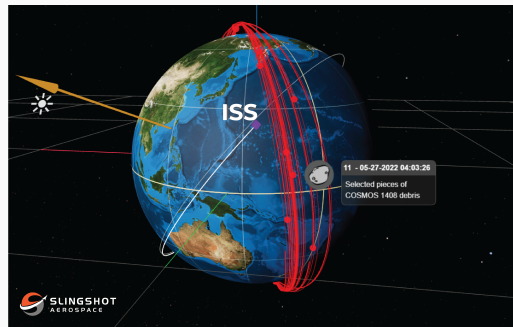 ISS
11 - 05-27-2022 04:03:26
Selected pieces of
COSMOS 1408 debris
SLINGSHOT
AEROSPACE